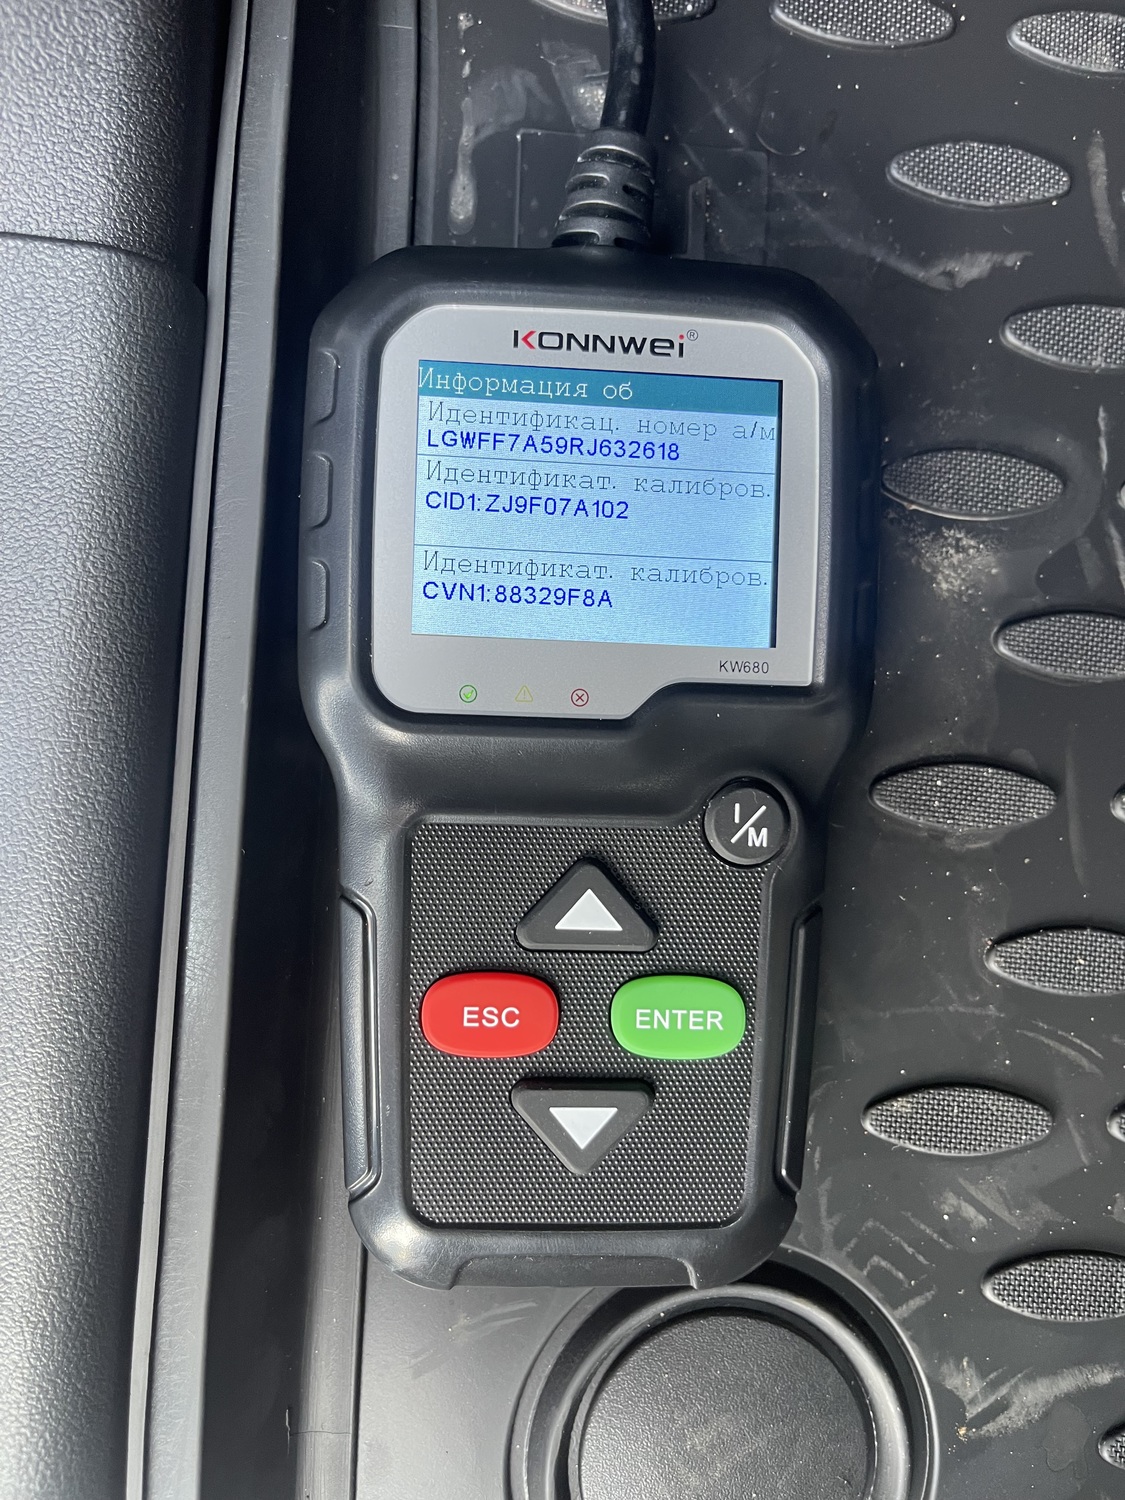 KONNWEI®
Информация об
Идентификац. номер а/м
LGWFF7A59RJ632618
Идентификат. калибров.
CID1:ZJ9F07A102
Идентификат. калибров.
CVN1:88329F8A
KW680
I/M
ESC
ENTER